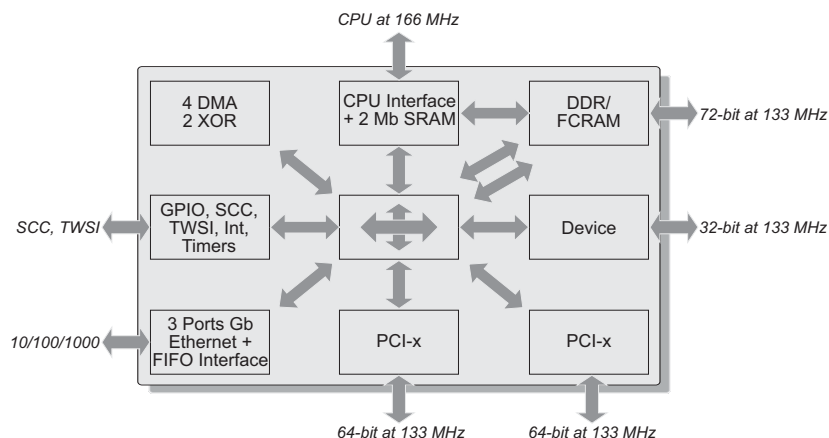 CPU at 166 MHz
4 DMA
2 XOR
CPU Interface
+ 2 Mb SRAM
DDR/
FCRAM
72-bit at 133 MHz
SCC, TWSI
GPIO, SCC,
TWSI, Int,
Timers
Device
32-bit at 133 MHz
10/100/1000
3 Ports Gb
Ethernet +
FIFO Interface
PCI-x
PCI-x
64-bit at 133 MHz
64-bit at 133 MHz